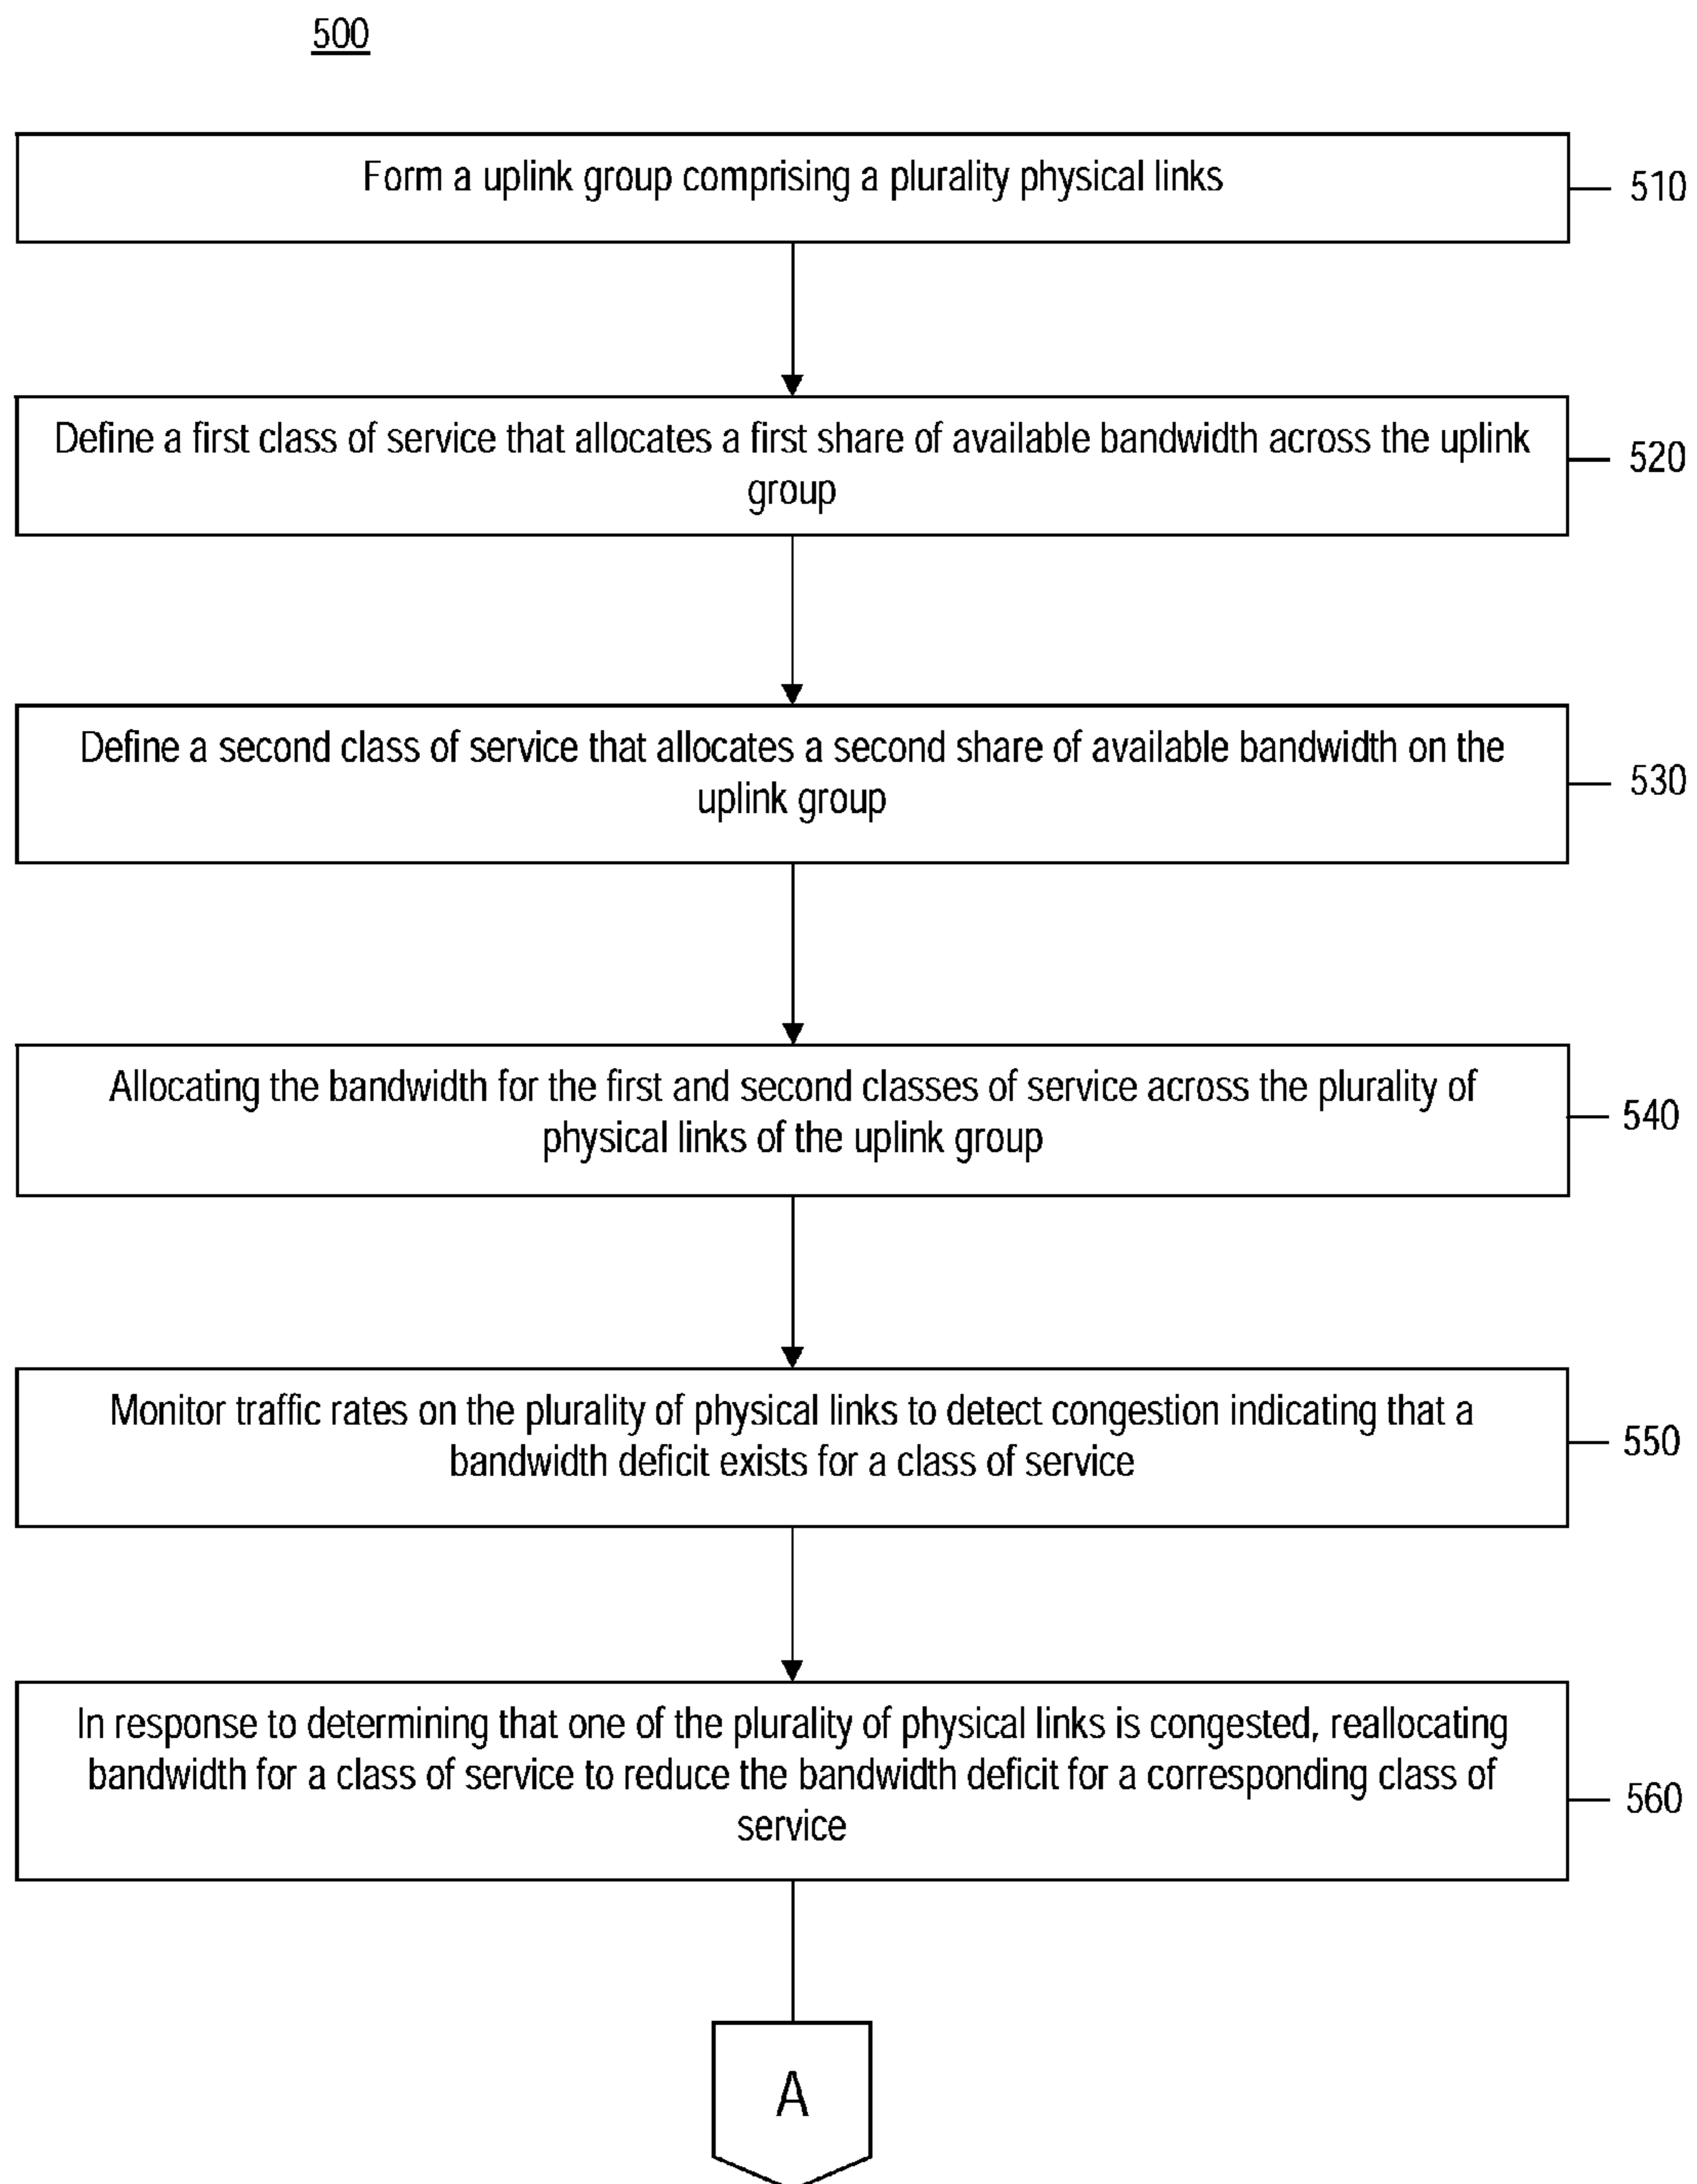 500
Form a uplink group comprising a plurality physical links
510
Define a first class of service that allocates a first share of available bandwidth across the uplink
group
520
Define a second class of service that allocates a second share of available bandwidth on the
uplink group
530
Allocating the bandwidth for the first and second classes of service across the plurality of
physical links of the uplink group
540
Monitor traffic rates on the plurality of physical links to detect congestion indicating that a
bandwidth deficit exists for a class of service
550
In response to determining that one of the plurality of physical links is congested, reallocating
bandwidth for a class of service to reduce the bandwidth deficit for a corresponding class of
service
560
A